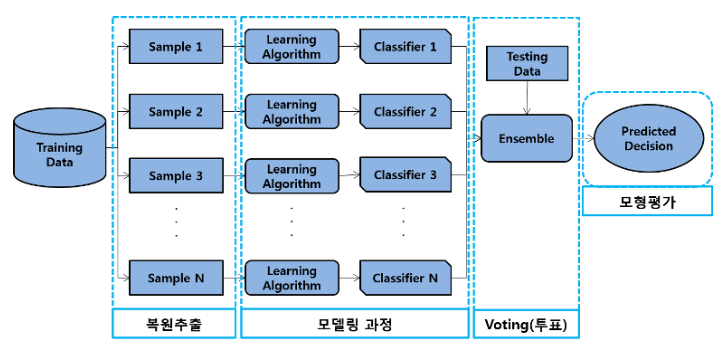 Training
Data
Sample 1
Learning
Algorithm
Classifier 1
Sample 2
Learning
Algorithm
Classifier 2
Sample 3
Learning
Algorithm
Classifier 3
Sample N
Learning
Algorithm
Classifier N
Testing
Data
Ensemble
Predicted
Decision
복원추출
모델링 과정
Voting(투표)
모형평가